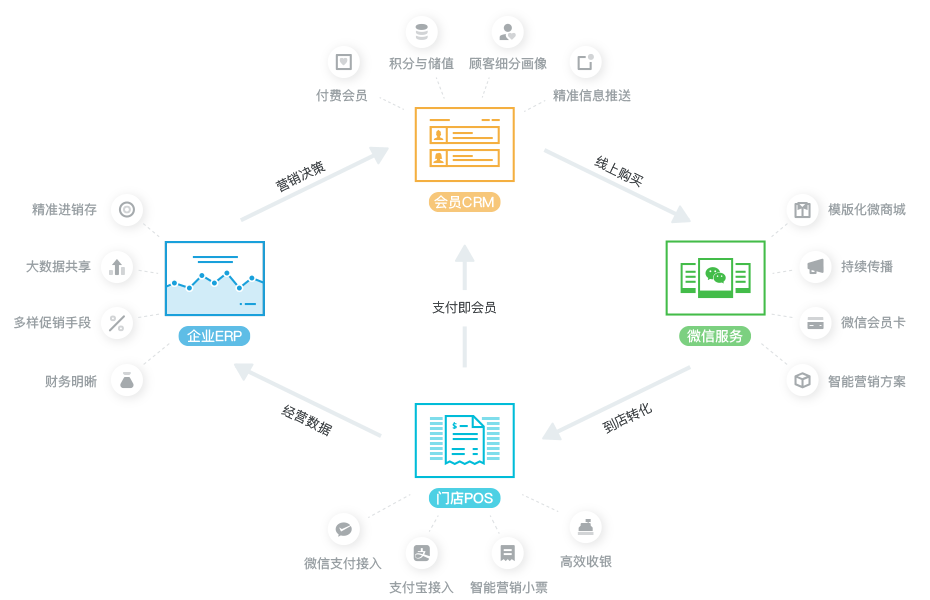 积分与储值
顾客细分画像
付费会员
精准信息推送
会员CRM
营销决策
线上购买
精准进销存
大数据共享
多样促销手段
财务明晰
企业ERP
支付即会员
模版化微商城
持续传播
微信会员卡
智能营销方案
微信服务
经营数据
到店转化
$
门店POS
微信支付接入
支
支付宝接入
智能营销小票
高效收银